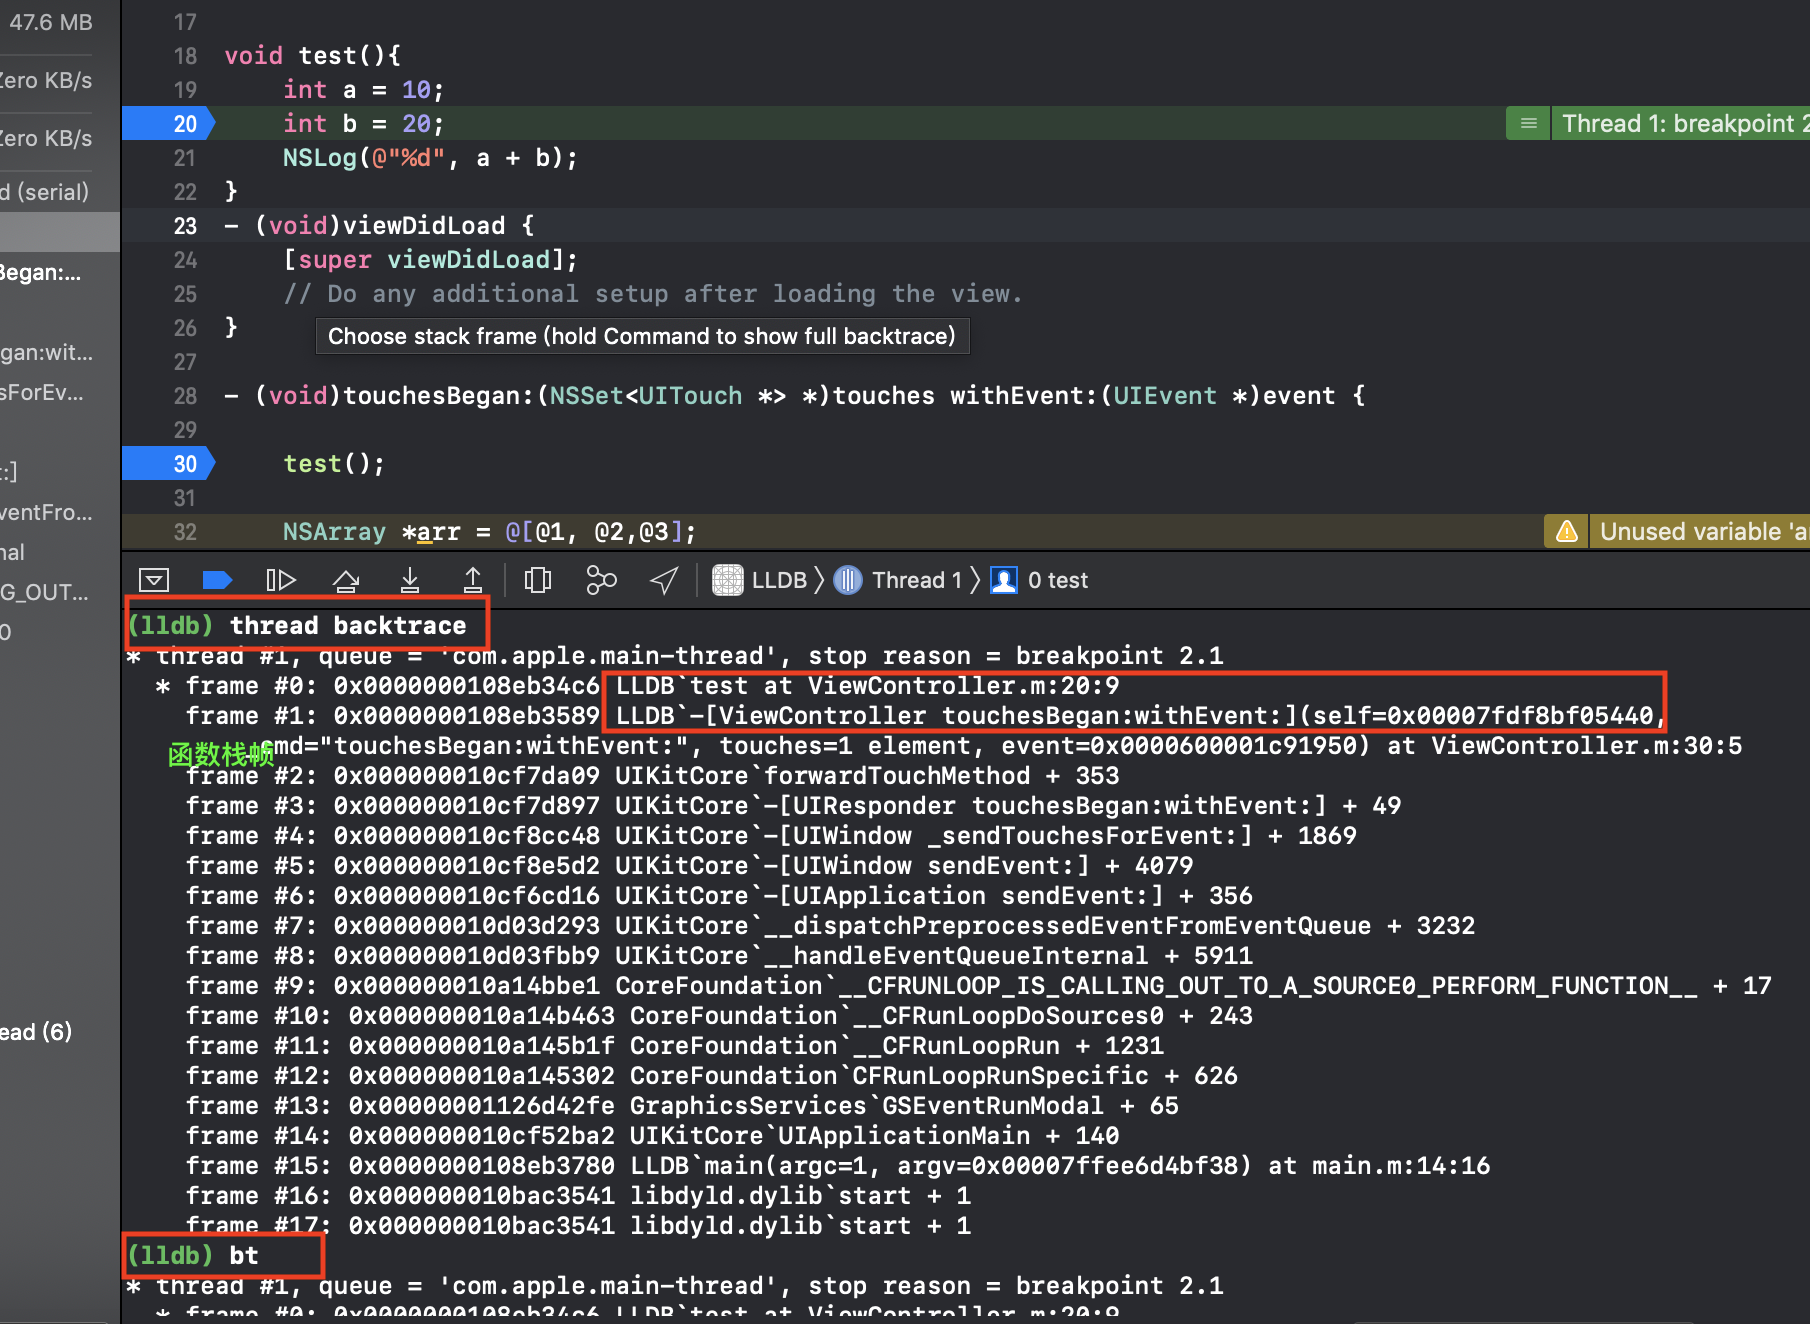 47.6 MB
Zero KB/s
Zero KB/s
d (serial)
Began:...
gan:wit...
sForEv...
t:]
ventFro...
nal
G_OUT...
0
ead (6)
17
18 void test(){
19 int a = 10;
20 int b = 20;
Thread 1: breakpoint 2
21 NSLog(@"%d", a + b);
22 }
23 - (void)viewDidLoad {
24 [super viewDidLoad];
25 // Do any additional setup after loading the view.
26 }
Choose stack frame (hold Command to show full backtrace)
27
28 - (void)touchesBegan:(NSSet<UITouch *> *)touches withEvent:(UIEvent *)event {
29
30 test();
31
32 NSArray *arr = @[@1, @2,@3];
Unused variable 'ar
LLDB 〉 Thread 1 〉 0 test
(lldb) thread backtrace
* thread #1, queue = 'com.apple.main-thread', stop reason = breakpoint 2.1
* frame #0: 0x0000000108eb34c6 LLDB`test at ViewController.m:20:9
frame #1: 0x0000000108eb3589 LLDB`-[ViewController touchesBegan:withEvent:](self=0x00007fdf8bf05440,
_cmd="touchesBegan:withEvent:", touches=1 element, event=0x0000600001c91950) at ViewController.m:30:5
函数栈帧
frame #2: 0x000000010cf7da09 UIKitCore`forwardTouchMethod + 353
frame #3: 0x000000010cf7d897 UIKitCore`-[UIResponder touchesBegan:withEvent:] + 49
frame #4: 0x000000010cf8cc48 UIKitCore`-[UIWindow _sendTouchesForEvent:] + 1869
frame #5: 0x000000010cf8e5d2 UIKitCore`-[UIWindow sendEvent:] + 4079
frame #6: 0x000000010cf6cd16 UIKitCore`-[UIApplication sendEvent:] + 356
frame #7: 0x000000010d03d293 UIKitCore`__dispatchPreprocessedEventFromEventQueue + 3232
frame #8: 0x000000010d03fbb9 UIKitCore`__handleEventQueueInternal + 5911
frame #9: 0x000000010a14bbe1 CoreFoundation`__CFRUNLOOP_IS_CALLING_OUT_TO_A_SOURCE0_PERFORM_FUNCTION__ + 17
frame #10: 0x000000010a14b463 CoreFoundation`__CFRunLoopDoSources0 + 243
frame #11: 0x000000010a145b1f CoreFoundation`__CFRunLoopRun + 1231
frame #12: 0x000000010a145302 CoreFoundation`CFRunLoopRunSpecific + 626
frame #13: 0x00000001126d42fe GraphicsServices`GSEventRunModal + 65
frame #14: 0x000000010cf52ba2 UIKitCore`UIApplicationMain + 140
frame #15: 0x0000000108eb3780 LLDB`main(argc=1, argv=0x00007ffee6d4bf38) at main.m:14:16
frame #16: 0x000000010bac3541 libdyld.dylib`start + 1
frame #17: 0x000000010bac3541 libdyld.dylib`start + 1
(lldb) bt
* thread #1, queue = 'com.apple.main-thread', stop reason = breakpoint 2.1
* frame #0: 0x0000000108eb34c6 LLDB`test at ViewController.m:20:9